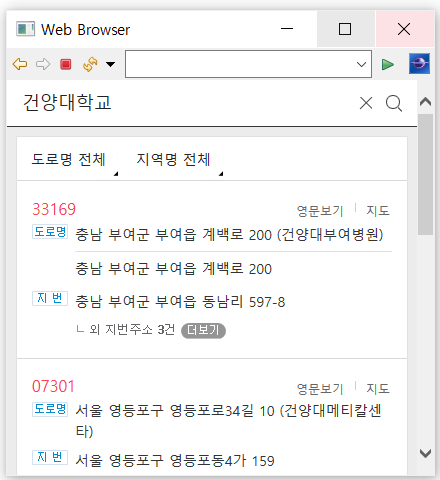 Web Browser
건양대학교
도로명 전체 지역명 전체
33169 영문보기 지도
도로명 충남 부여군 부여읍 계백로 200 (건양대부여병원)
충남 부여군 부여읍 계백로 200
지 번 충남 부여군 부여읍 동남리 597-8
ㄴ 외 지번주소 3건 더보기
07301 영문보기 지도
도로명 서울 영등포구 영등포로34길 10 (건양대메티칼센
타)
지 번 서울 영등포구 영등포동4가 159